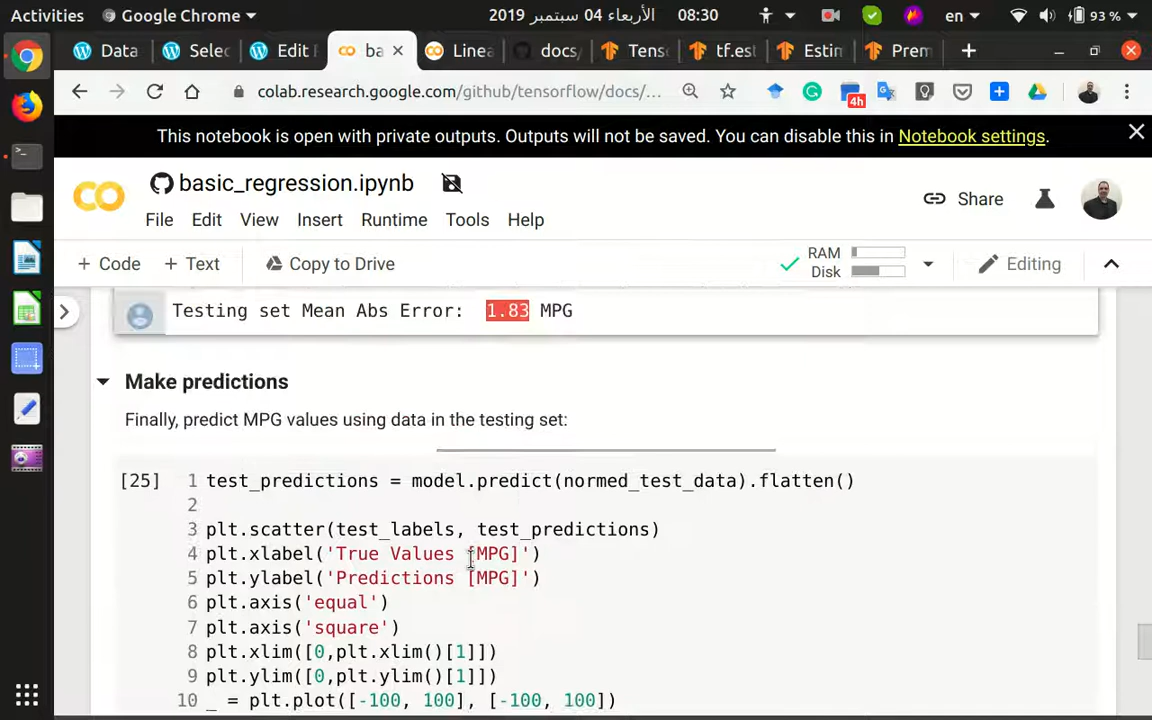 Activities Google Chrome ▾ الأربعاء 04 سبتمبر 2019 08:30 en 93 %
Data Selec Edit ba Linea docs/ Tens tf.est Estin Prem
colab.research.google.com/github/tensorflow/docs/... 4h
This notebook is open with private outputs. Outputs will not be saved. You can disable this in Notebook settings.
basic_regression.ipynb
Share
File Edit View Insert Runtime Tools Help
+ Code + Text Copy to Drive RAM Disk Editing
Testing set Mean Abs Error: 1.83 MPG
Make predictions
Finally, predict MPG values using data in the testing set:
[25] 1 test_predictions = model.predict(normed_test_data).flatten()
2
3 plt.scatter(test_labels, test_predictions)
4 plt.xlabel('True Values [MPG]')
5 plt.ylabel('Predictions [MPG]')
6 plt.axis('equal')
7 plt.axis('square')
8 plt.xlim([0,plt.xlim()[1]])
9 plt.ylim([0,plt.ylim()[1]])
10 _ = plt.plot([-100, 100], [-100, 100])